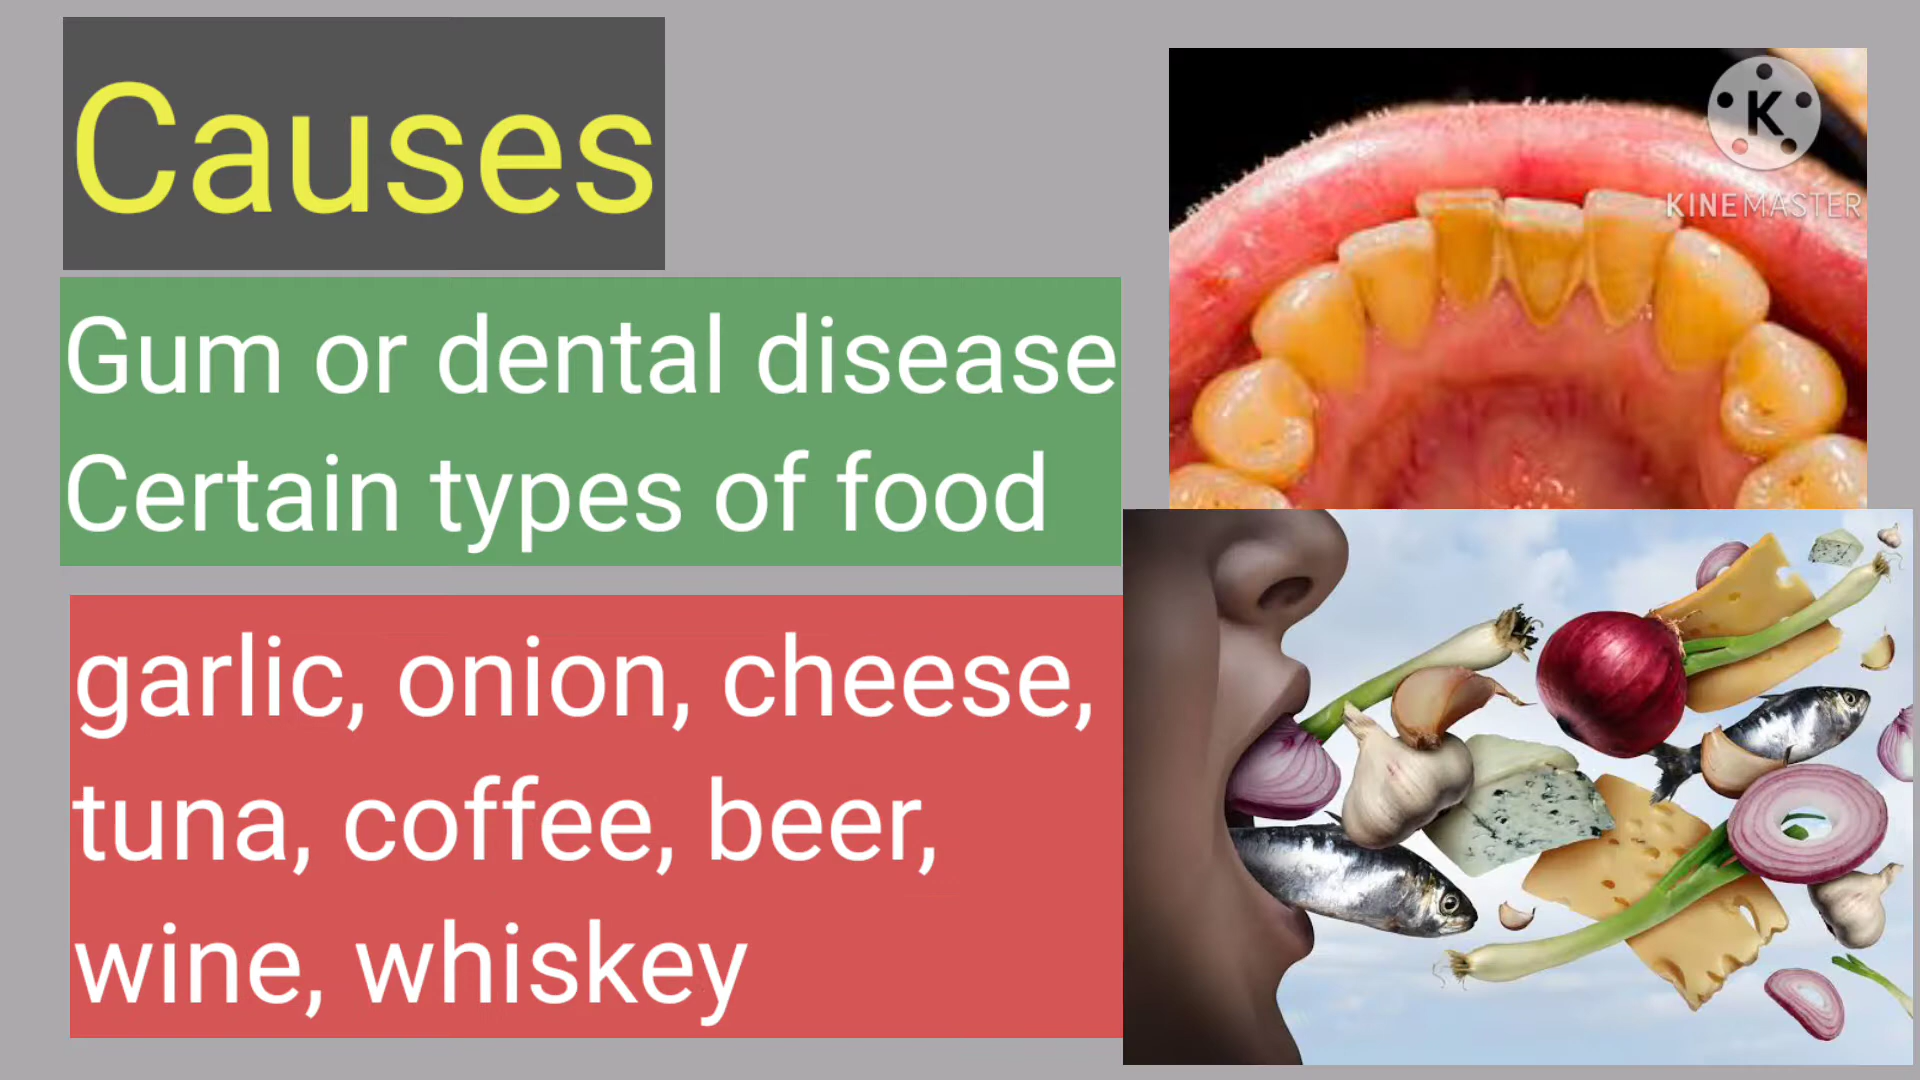 Causes
Gum or dental disease
Certain types of food
garlic, onion, cheese,
tuna, coffee, beer,
wine, whiskey
K
KINEMASTER